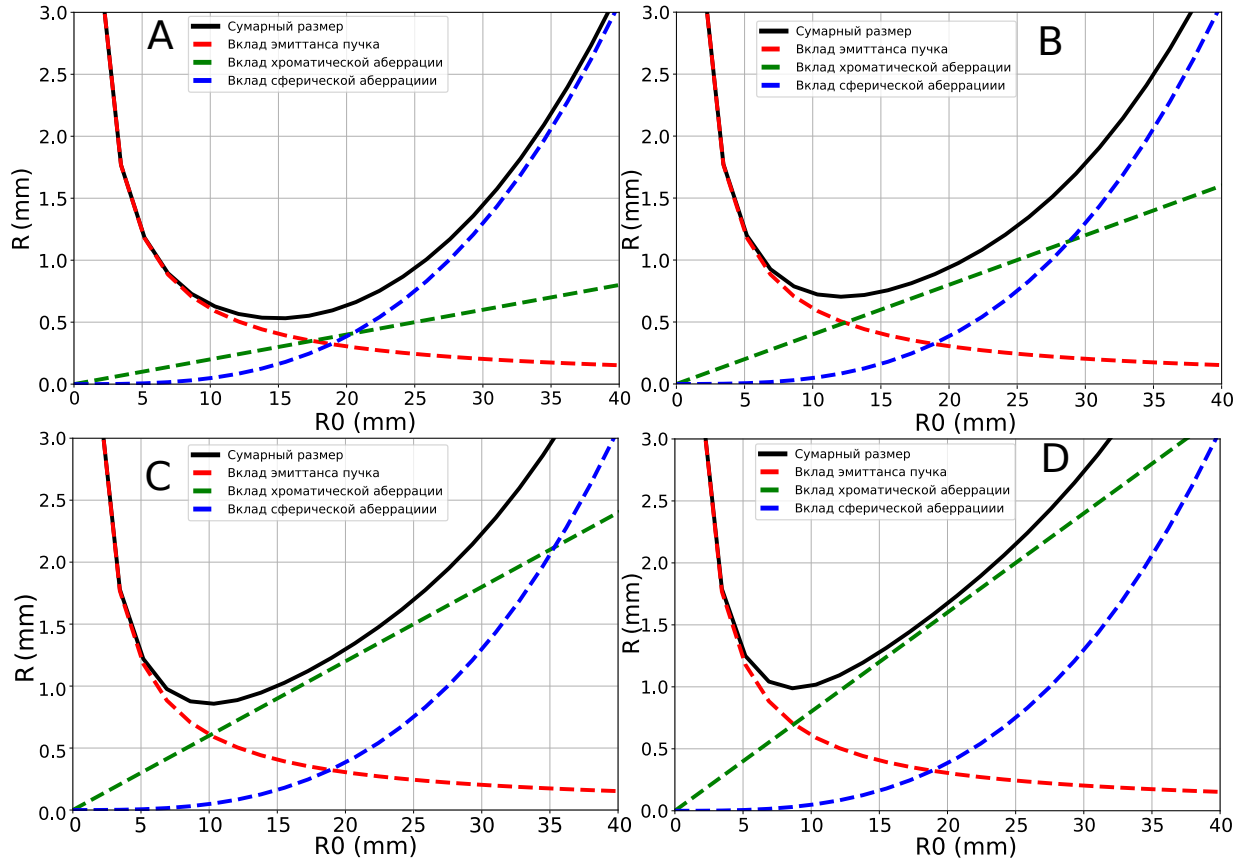 A
Сумарный размер
Вклад эмиттанса пучка
Вклад хроматической аберрации
Вклад сферической аберрациии
R (mm)
3.0
2.5
2.0
1.5
1.0
0.5
0.0
0 5 10 15 20 25 30 35 40
R0 (mm)
B
Сумарный размер
Вклад эмиттанса пучка
Вклад хроматической аберрации
Вклад сферической аберрациии
R (mm)
3.0
2.5
2.0
1.5
1.0
0.5
0.0
0 5 10 15 20 25 30 35 40
R0 (mm)
C
Сумарный размер
Вклад эмиттанса пучка
Вклад хроматической аберрации
Вклад сферической аберрациии
R (mm)
3.0
2.5
2.0
1.5
1.0
0.5
0.0
0 5 10 15 20 25 30 35 40
R0 (mm)
D
Сумарный размер
Вклад эмиттанса пучка
Вклад хроматической аберрации
Вклад сферической аберрациии
R (mm)
3.0
2.5
2.0
1.5
1.0
0.5
0.0
0 5 10 15 20 25 30 35 40
R0 (mm)